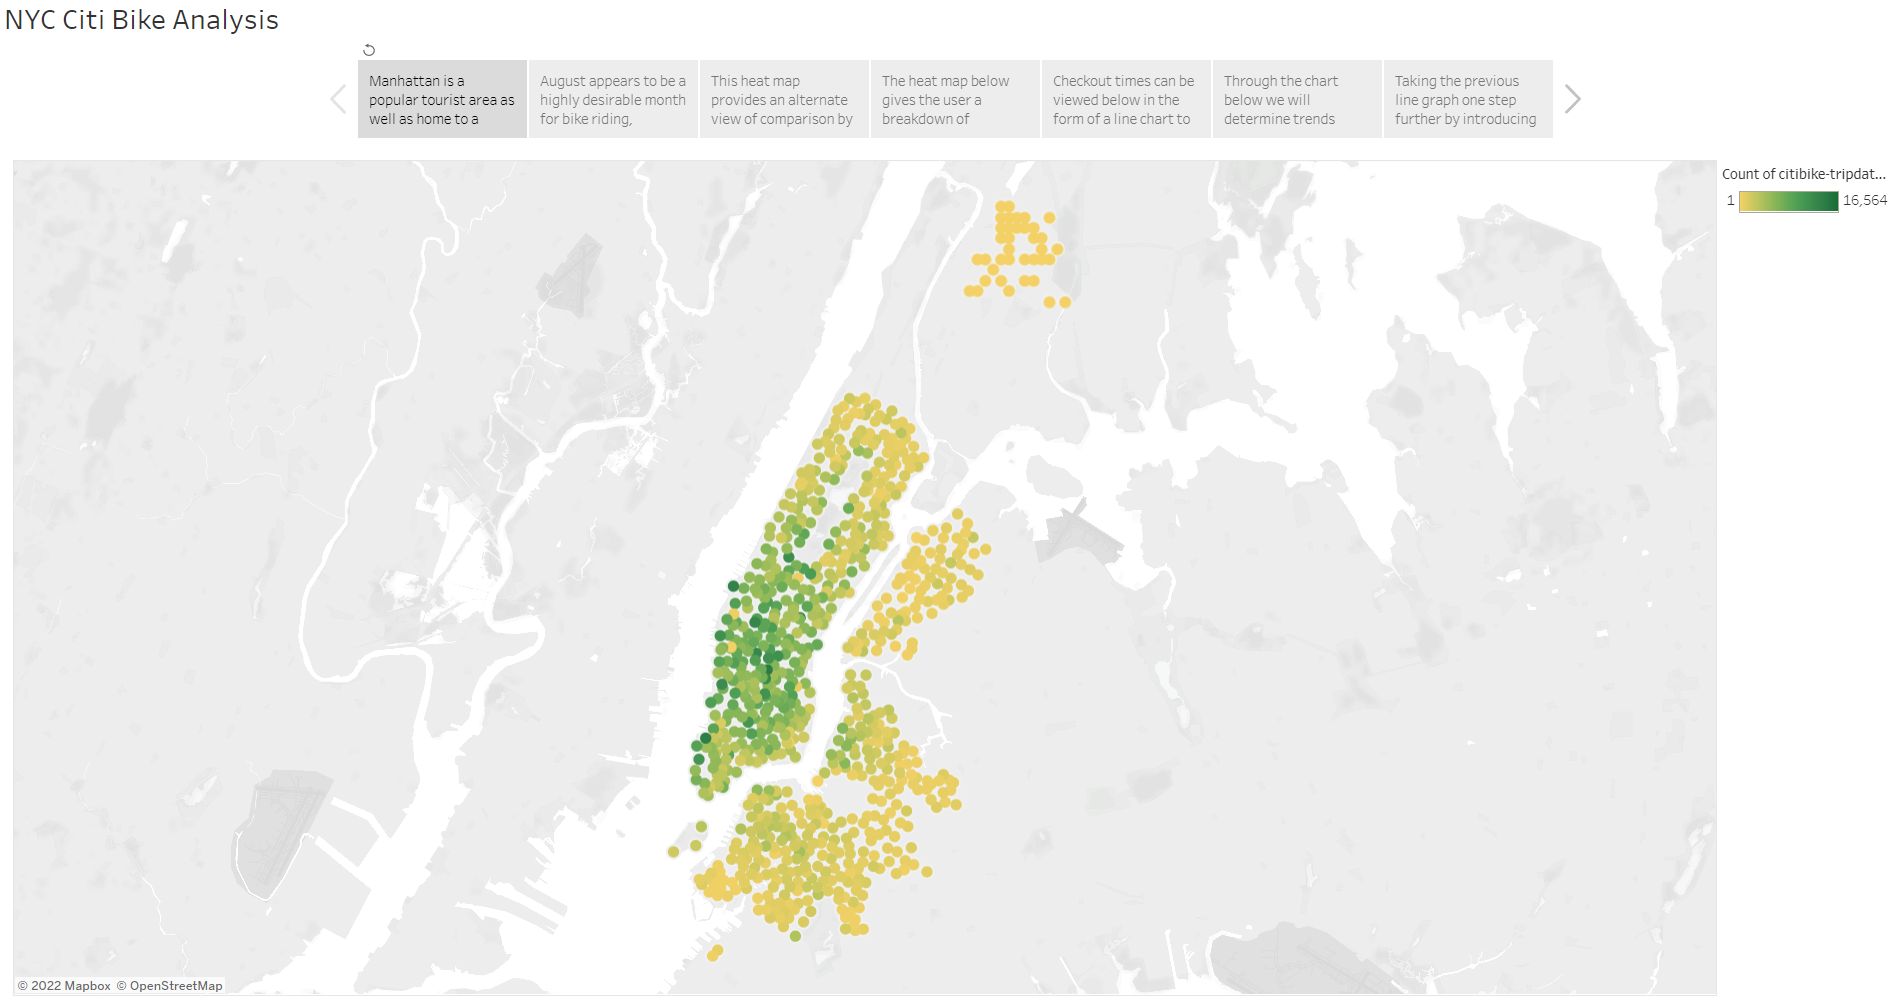 NYC Citi Bike Analysis
Manhattan is a
popular tourist area as
well as home to a
August appears to be a
highly desirable month
for bike riding,
This heat map
provides an alternate
view of comparison by
The heat map below
gives the user a
breakdown of
Checkout times can be
viewed below in the
form of a line chart to
Through the chart
below we will
determine trends
Taking the previous
line graph one step
further by introducing
Count of citibike-tripdat...
1 16,564
© 2022 Mapbox © OpenStreetMap